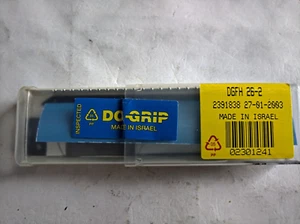 DGFH 26-2
2391838 27-01-2003
MADE IN ISRAEL
02301241
INSPECTED
DO-GRIP
MADE IN ISRAEL